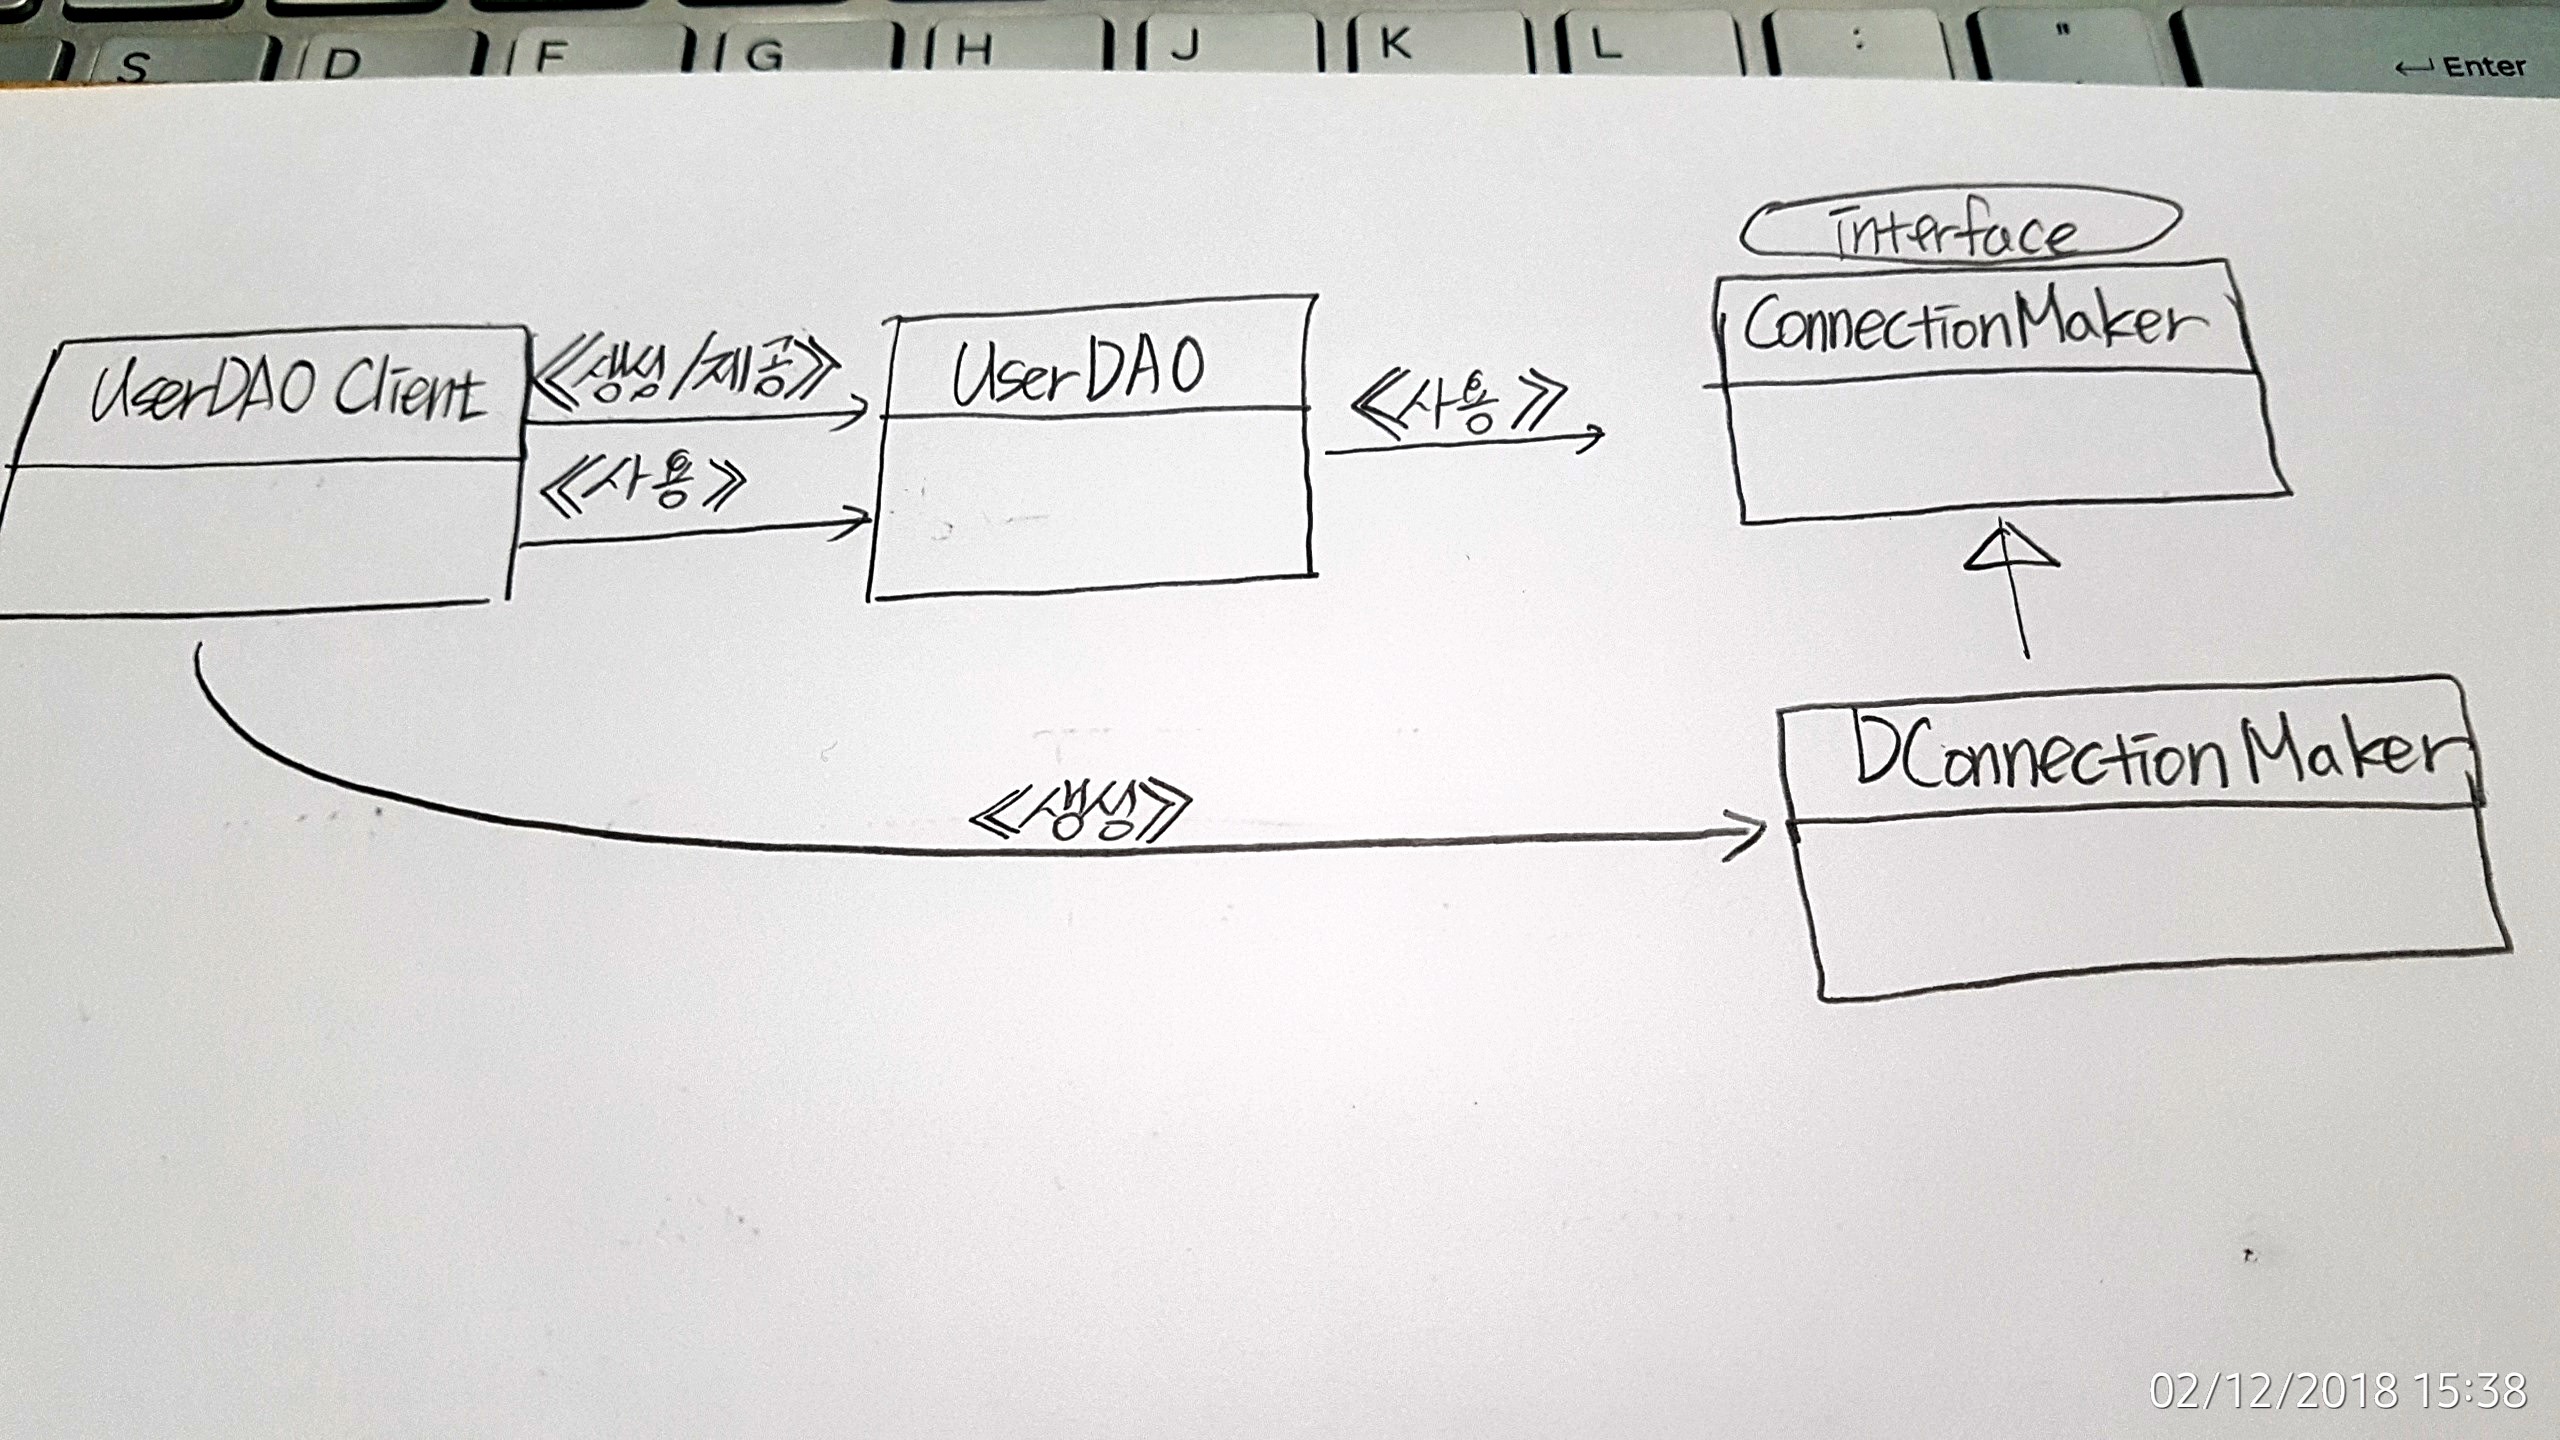 S D F G H J K L : "
← Enter
interface
ConnectionMaker
UserDAO Client
《생성/제공》
UserDAO
《사용》
《사용》
DConnectionMaker
《생성》
02/12/2018 15:38